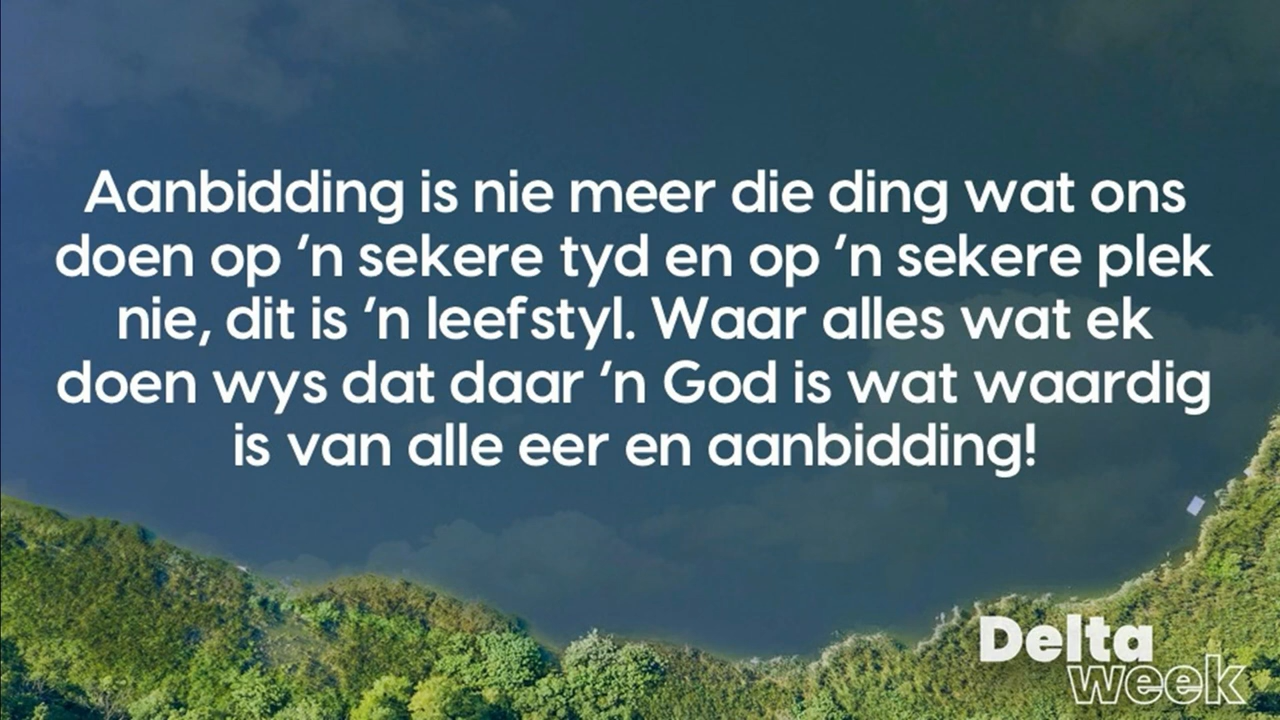 Aanbidding is nie meer die ding wat ons
doen op ’n sekere tyd en op ’n sekere plek
nie, dit is ’n leefstyl. Waar alles wat ek
doen wys dat daar ’n God is wat waardig
is van alle eer en aanbidding!
Delta
week